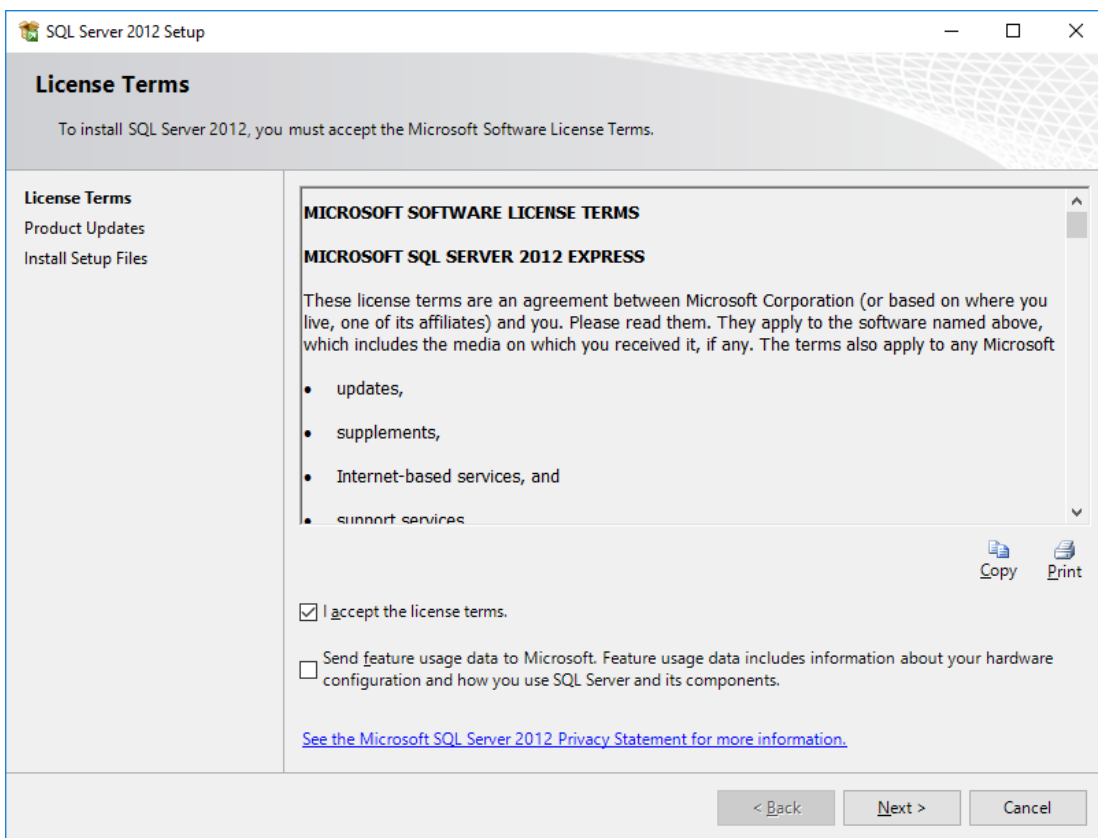 SQL Server 2012 Setup
License Terms
To install SQL Server 2012, you must accept the Microsoft Software License Terms.
License Terms
Product Updates
Install Setup Files
MICROSOFT SOFTWARE LICENSE TERMS
MICROSOFT SQL SERVER 2012 EXPRESS
These license terms are an agreement between Microsoft Corporation (or based on where you
live, one of its affiliates) and you. Please read them. They apply to the software named above,
which includes the media on which you received it, if any. The terms also apply to any Microsoft
• updates,
• supplements,
• Internet-based services, and
• support services
Copy
Print
I accept the license terms.
Send feature usage data to Microsoft. Feature usage data includes information about your hardware
configuration and how you use SQL Server and its components.
See the Microsoft SQL Server 2012 Privacy Statement for more information.
< Back
Next >
Cancel